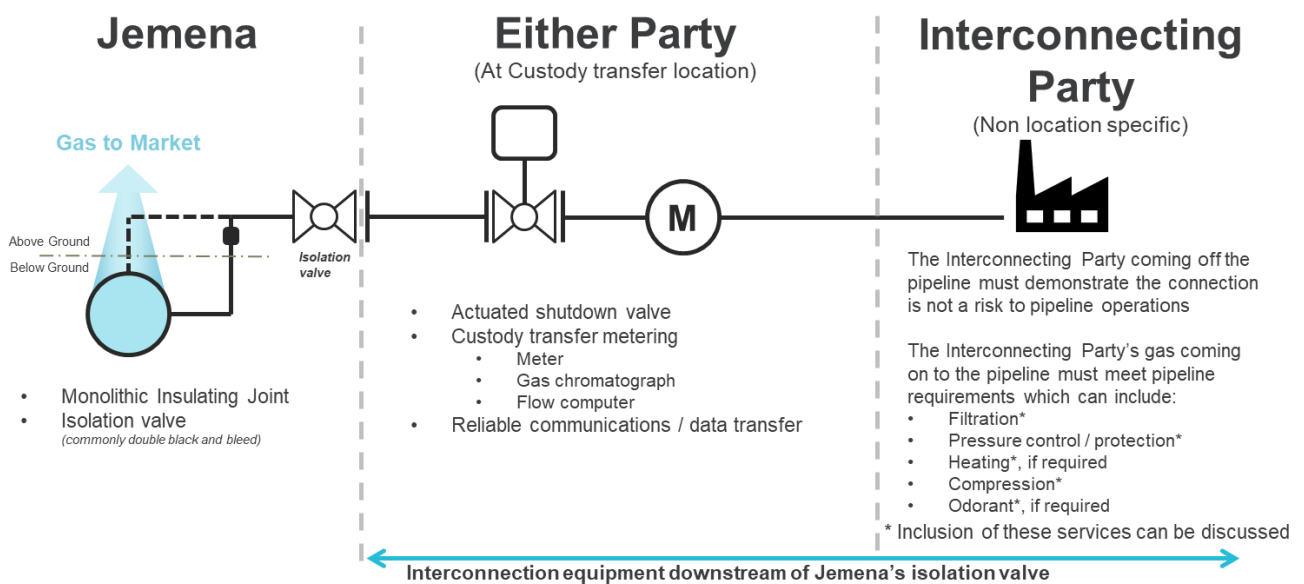 Jemena
Gas to Market
Above Ground
Below Ground
Isolation
valve
• Monolithic Insulating Joint
• Isolation valve
(commonly double black and bleed)
Either Party
(At Custody transfer location)
M
• Actuated shutdown valve
• Custody transfer metering
• Meter
• Gas chromatograph
• Flow computer
• Reliable communications / data transfer
Interconnecting
Party
(Non location specific)
The Interconnecting Party coming off the
pipeline must demonstrate the connection
is not a risk to pipeline operations
The Interconnecting Party's gas coming
on to the pipeline must meet pipeline
requirements which can include:
• Filtration*
• Pressure control / protection*
• Heating*, if required
• Compression*
• Odorant*, if required
* Inclusion of these services can be discussed
Interconnection equipment downstream of Jemena's isolation valve